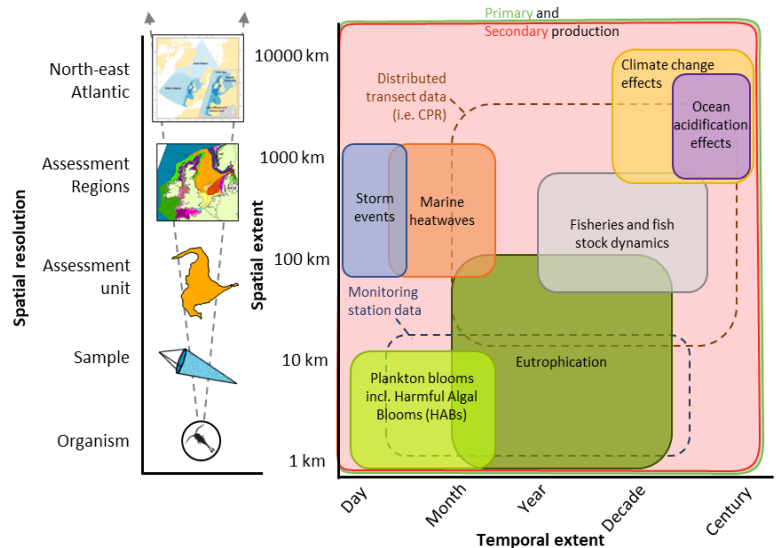 Primary and
Secondary production
North-east
Atlantic
Assessment
Regions
Assessment
unit
Sample
Organism
Spatial resolution
Spatial extent
10000 km
1000 km
100 km
10 km
1 km
Distributed
transect data
(i.e. CPR)
Climate change
effects
Ocean
acidification
effects
Storm
events
Marine
heatwaves
Fisheries and fish
stock dynamics
Monitoring
station data
Eutrophication
Plankton blooms
incl. Harmful Algal
Blooms (HABs)
Day
Month
Year
Decade
Century
Temporal extent